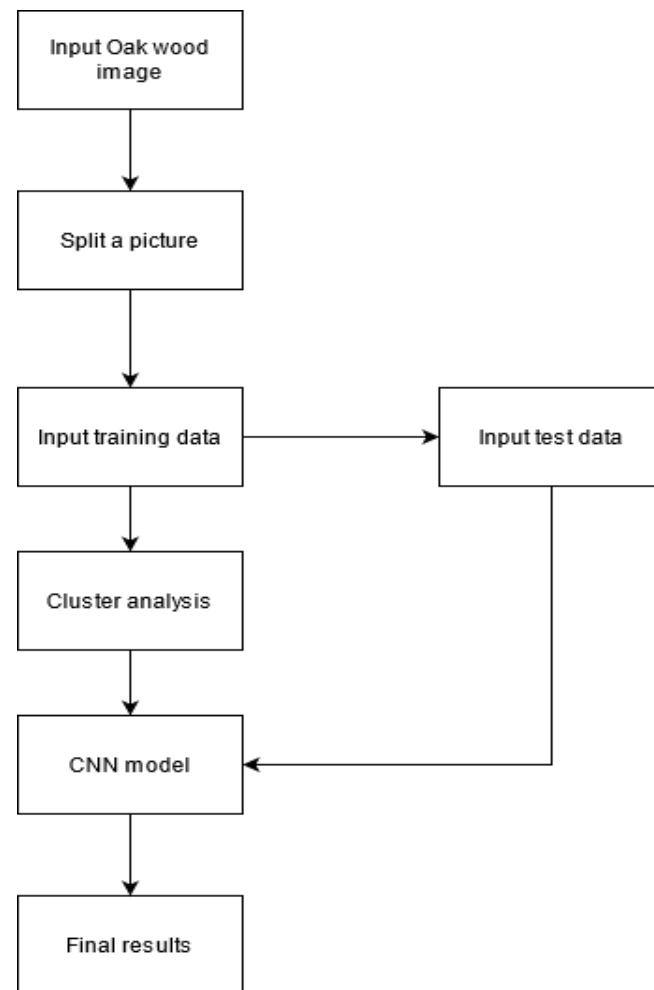 Input Oak wood
image
Split a picture
Input training data
Input test data
Cluster analysis
CNN model
Final results